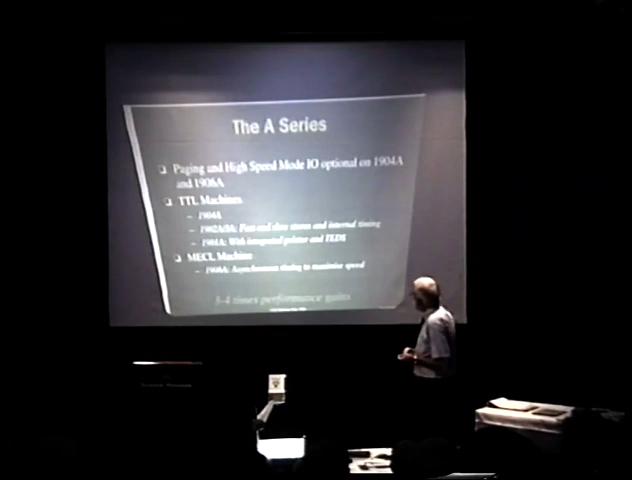 The A Series
Paging and High Speed Mode IO optional on 1904A
and 1906A
TTL Machines
- 1904A
- 1902A/3A: Fast and slow stores and internal timing
- 1901A: With integrated printer and
MECL Machine
- 1906A: Asynchronous timing to maximise speed
3-4 times performance gains